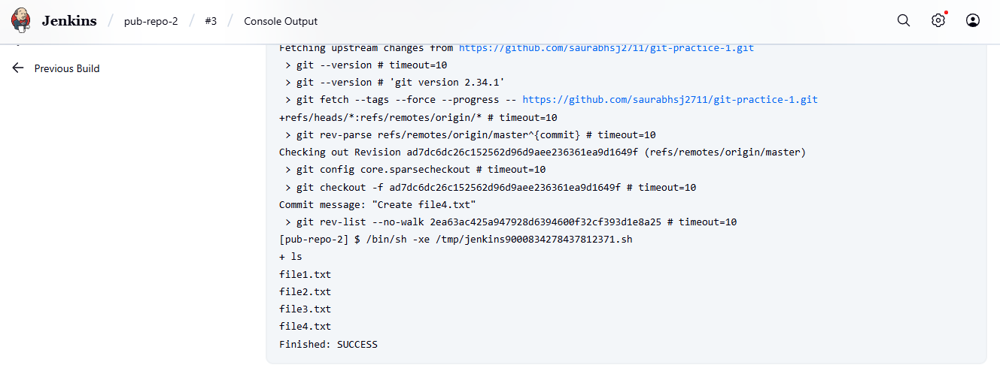 Jenkins / pub-repo-2 / #3 / Console Output
Previous Build
Fetching upstream changes from https://github.com/saurabhsj2711/git-practice-1.git
> git --version # timeout=10
> git --version # 'git version 2.34.1'
> git fetch --tags --force --progress -- https://github.com/saurabhsj2711/git-practice-1.git
+refs/heads/*:refs/remotes/origin/* # timeout=10
> git rev-parse refs/remotes/origin/master^{commit} # timeout=10
Checking out Revision ad7dc6dc26c152562d96d9aee236361ea9d1649f (refs/remotes/origin/master)
> git config core.sparsecheckout # timeout=10
> git checkout -f ad7dc6dc26c152562d96d9aee236361ea9d1649f # timeout=10
Commit message: "Create file4.txt"
> git rev-list --no-walk 2ea63ac425a947928d6394600f32cf393d1e8a25 # timeout=10
[pub-repo-2] $ /bin/sh -xe /tmp/jenkins9000834278437812371.sh
+ ls
file1.txt
file2.txt
file3.txt
file4.txt
Finished: SUCCESS